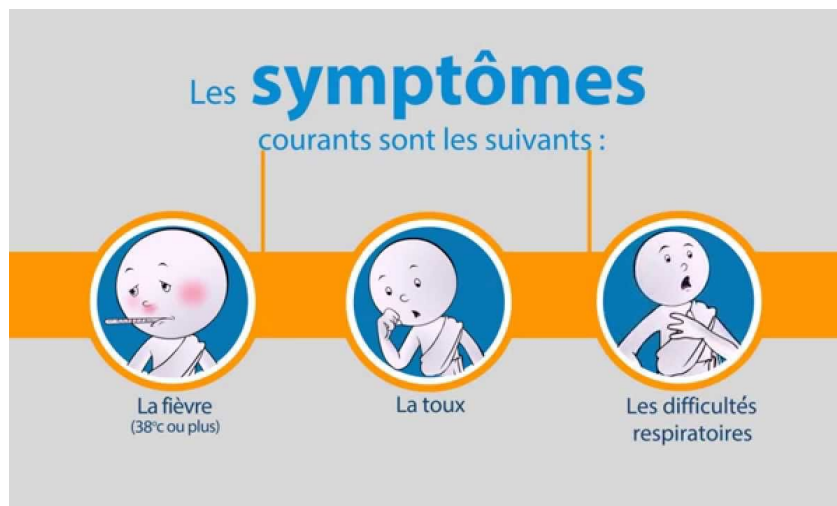 Les symptômes
courants sont les suivants :
La fièvre
(38°c ou plus)
La toux
Les difficultés
respiratoires